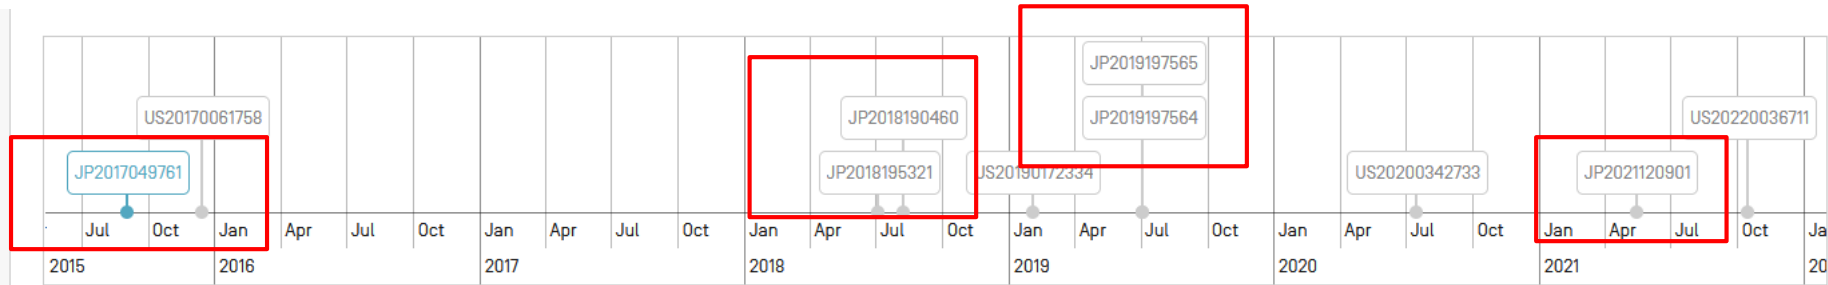 JP2019197565
US20170061758
JP2018190460
JP2019197564
US20220036711
JP2017049761
JP2018195321
US20190172334
US20200342733
JP2021120901
Jul Oct Jan Apr Jul Oct Jan Apr Jul Oct Jan Apr Jul Oct Jan Apr Jul Oct Jan Apr Jul Oct Jan Apr Jul Oct Ja
2015 2016 2017 2018 2019 2020 2021 20